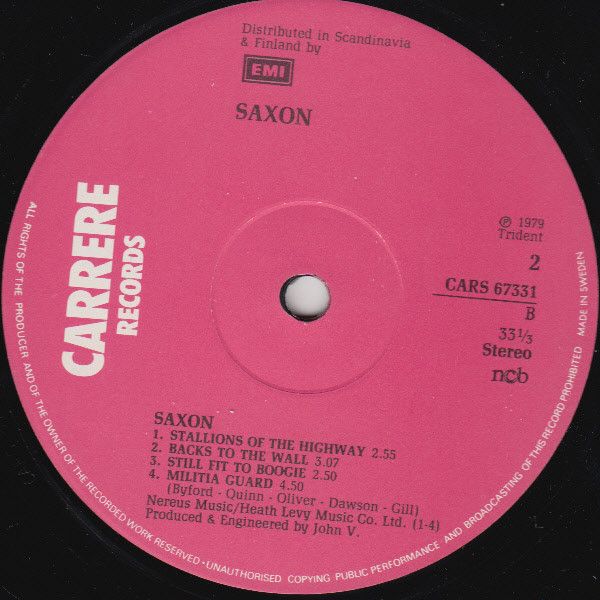 Distributed in Scandinavia
& Finland by
EMI
SAXON
CARRERE
RECORDS
℗ 1979
Trident
2
CARS 67331
B
33⅓
Stereo
ncb
SAXON
1. STALLIONS OF THE HIGHWAY 2.55
2. BACKS TO THE WALL 3.07
3. STILL FIT TO BOOGIE 2.50
4. MILITIA GUARD 4.50
(Byford - Quinn - Oliver - Dawson - Gill)
Nereus Music/Heath Levy Music Co. Ltd. (1-4)
Produced & Engineered by John V.
ALL RIGHTS OF THE PRODUCER AND OF THE OWNER OF THE RECORDED WORK RESERVED • UNAUTHORISED COPYING PUBLIC PERFORMANCE AND BROADCASTING OF THIS RECORD PROHIBITED MADE IN SWEDEN